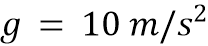 g = 10 m/s²